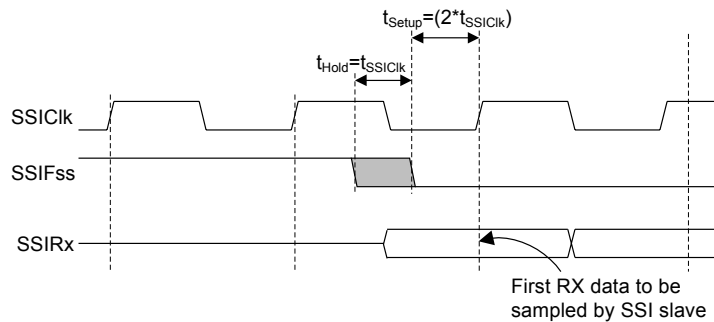 tSetup=(2*tSSIClk)
tHold=tSSIClk
SSIClk
SSIFss
SSIRx
First RX data to be
sampled by SSI slave